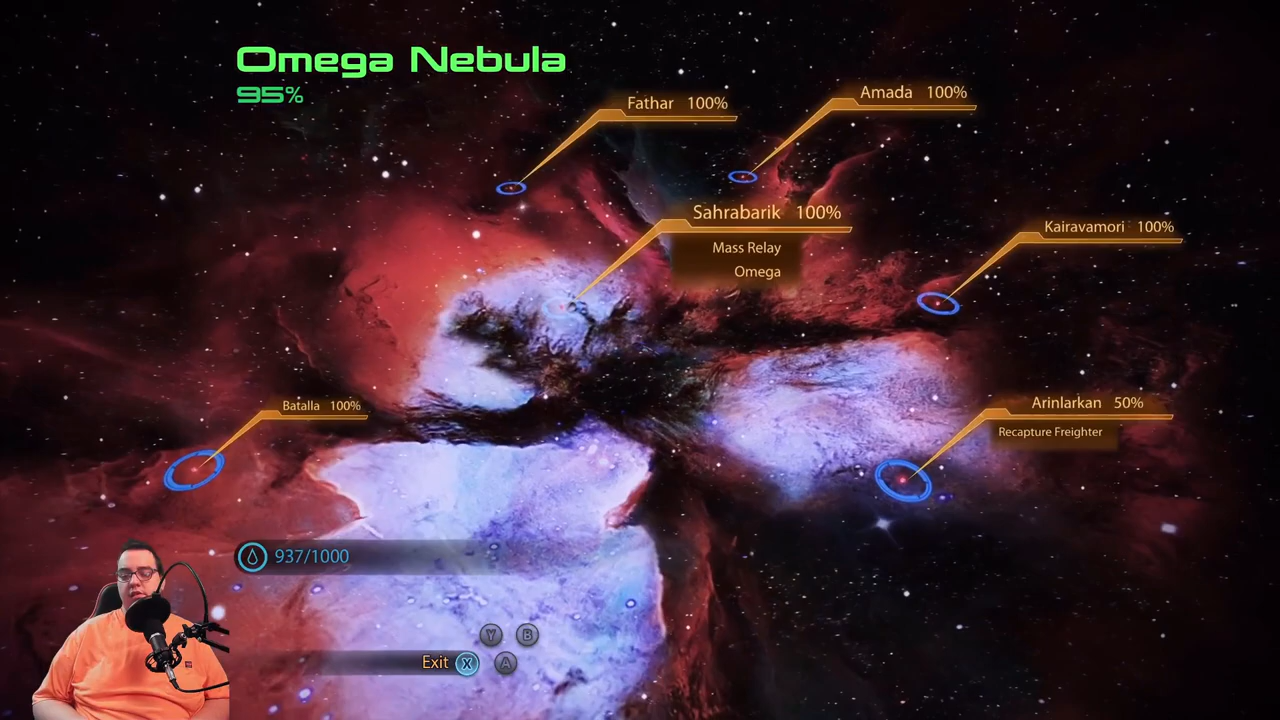 Omega Nebula
95%
Fathar 100%
Amada 100%
Sahrabarik 100%
Mass Relay
Omega
Kairavamori 100%
Batalla 100%
Arinlarkan 50%
Recapture Freighter
937/1000
Y B
Exit X A